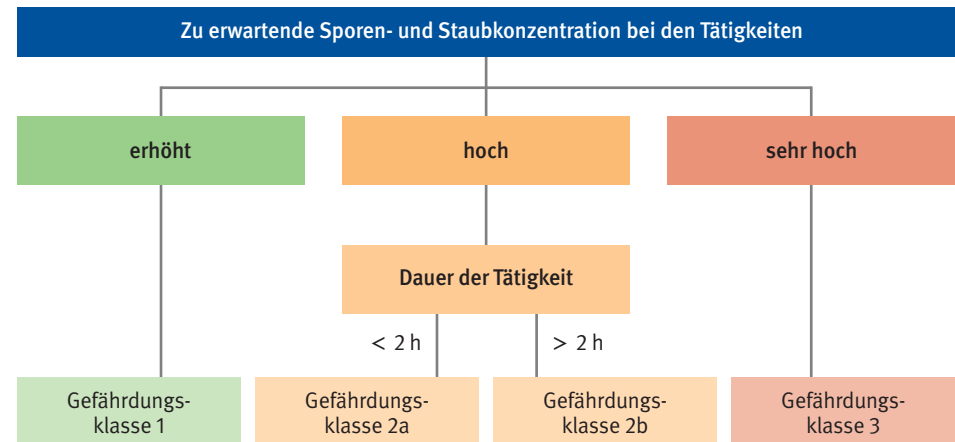 Zu erwartende Sporen- und Staubkonzentration bei den Tätigkeiten
erhöht
hoch
sehr hoch
Dauer der Tätigkeit
< 2 h
> 2 h
Gefährdungs-
klasse 1
Gefährdungs-
klasse 2a
Gefährdungs-
klasse 2b
Gefährdungs-
klasse 3